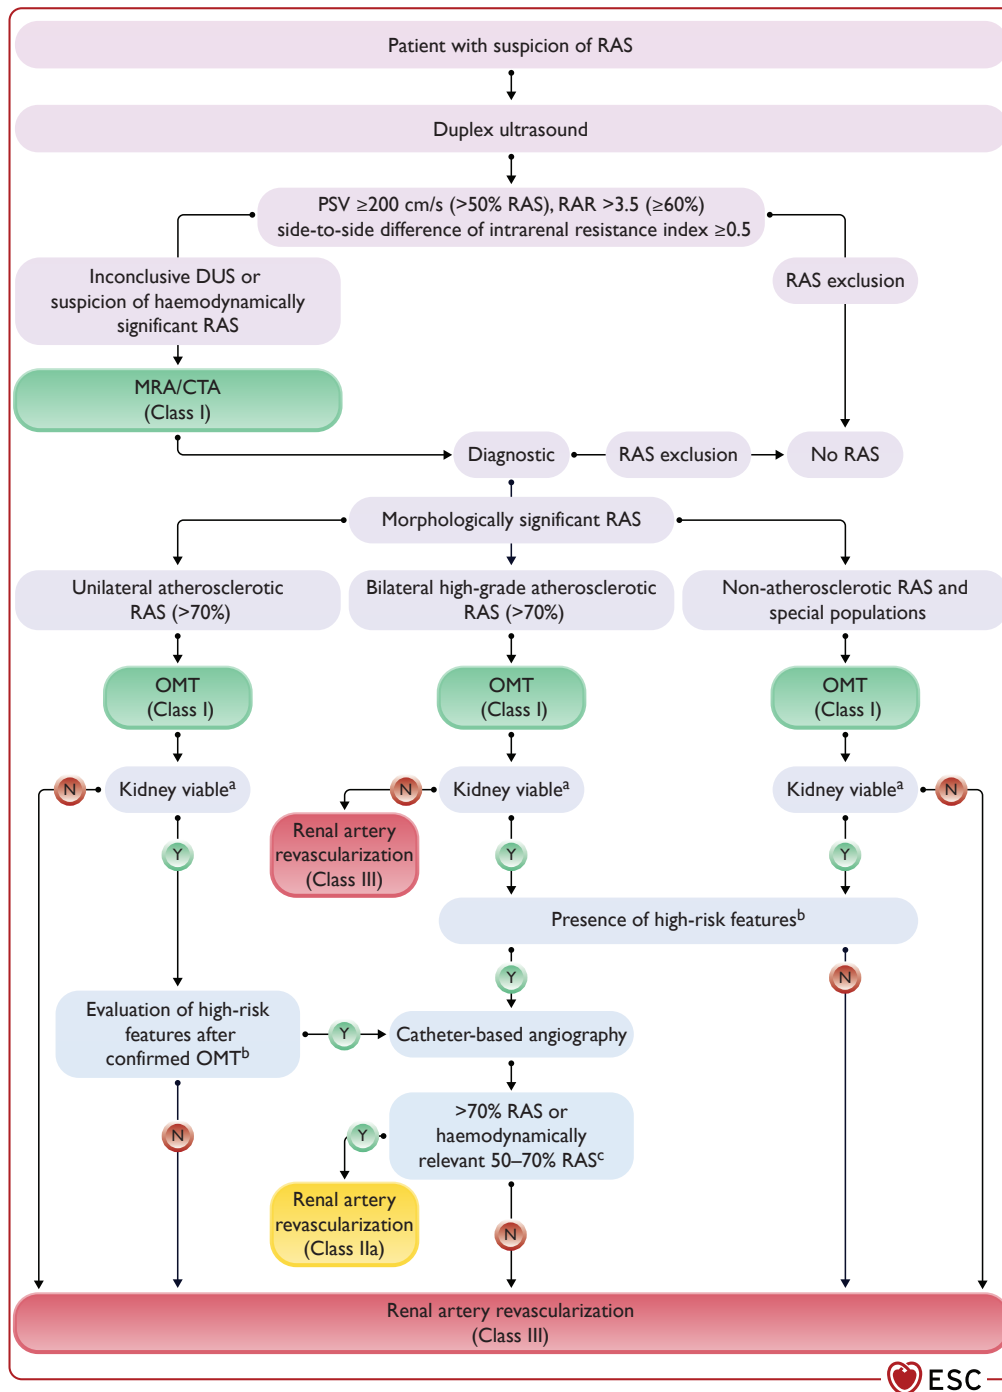 Patient with suspicion of RAS
Duplex ultrasound
PSV ≥200 cm/s (>50% RAS), RAR >3.5 (≥60%)
side-to-side difference of intrarenal resistance index ≥0.5
Inconclusive DUS or
suspicion of haemodynamically
significant RAS
RAS exclusion
MRA/CTA
(Class I)
Diagnostic
RAS exclusion
No RAS
Morphologically significant RAS
Unilateral atherosclerotic
RAS (>70%)
Bilateral high-grade atherosclerotic
RAS (>70%)
Non-atherosclerotic RAS and
special populations
OMT
(Class I)
OMT
(Class I)
OMT
(Class I)
N
Kidney viableᵃ
N
Kidney viableᵃ
Kidney viableᵃ
N
Renal artery
revascularization
(Class III)
Y
Y
Y
Presence of high-risk featuresᵇ
Y
N
Evaluation of high-risk
features after
confirmed OMTᵇ
Y
Catheter-based angiography
N
Y
>70% RAS or
haemodynamically
relevant 50–70% RASᶜ
Renal artery
revascularization
(Class IIa)
N
Renal artery revascularization
(Class III)
ESC